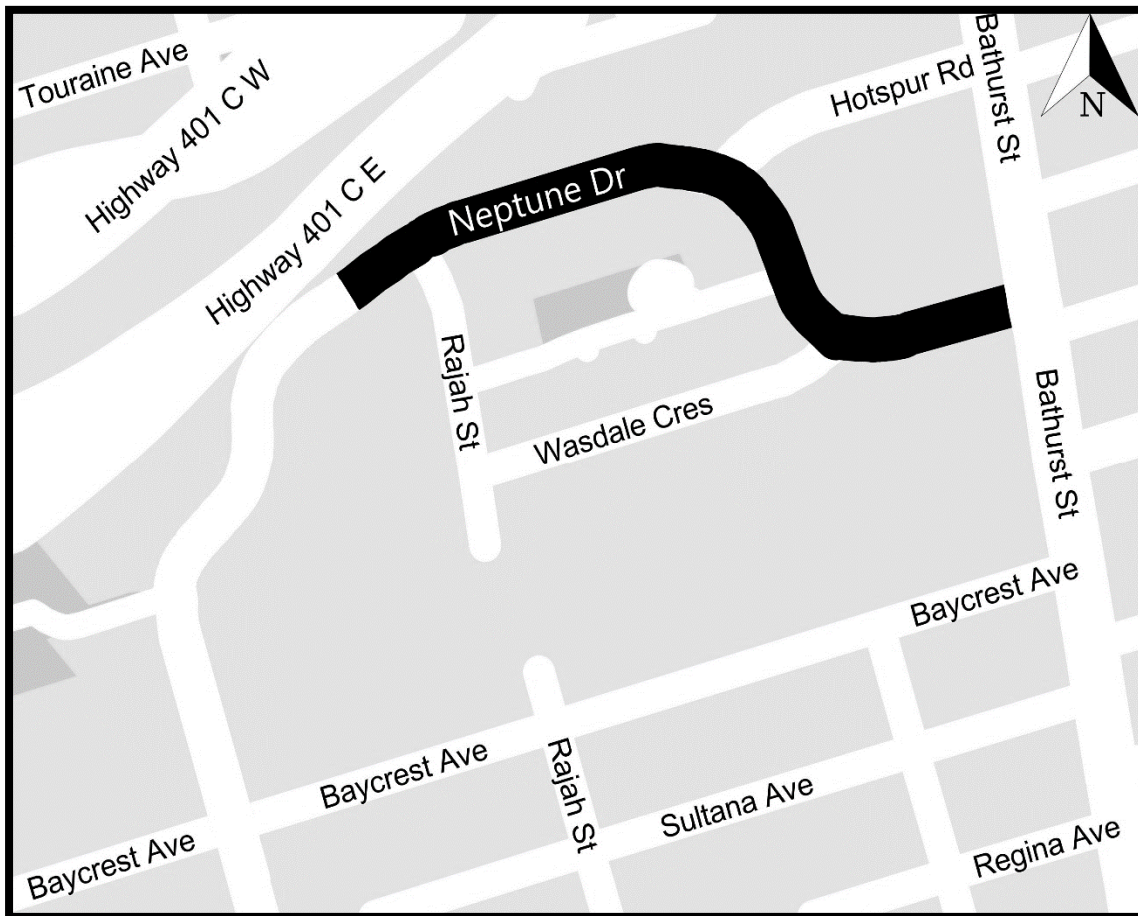 Touraine Ave
Highway 401 C W
Highway 401 C E
Neptune Dr
Hotspur Rd
Bathurst St
N
Rajah St
Wasdale Cres
Bathurst St
Baycrest Ave
Baycrest Ave
Rajah St
Sultana Ave
Baycrest Ave
Regina Ave